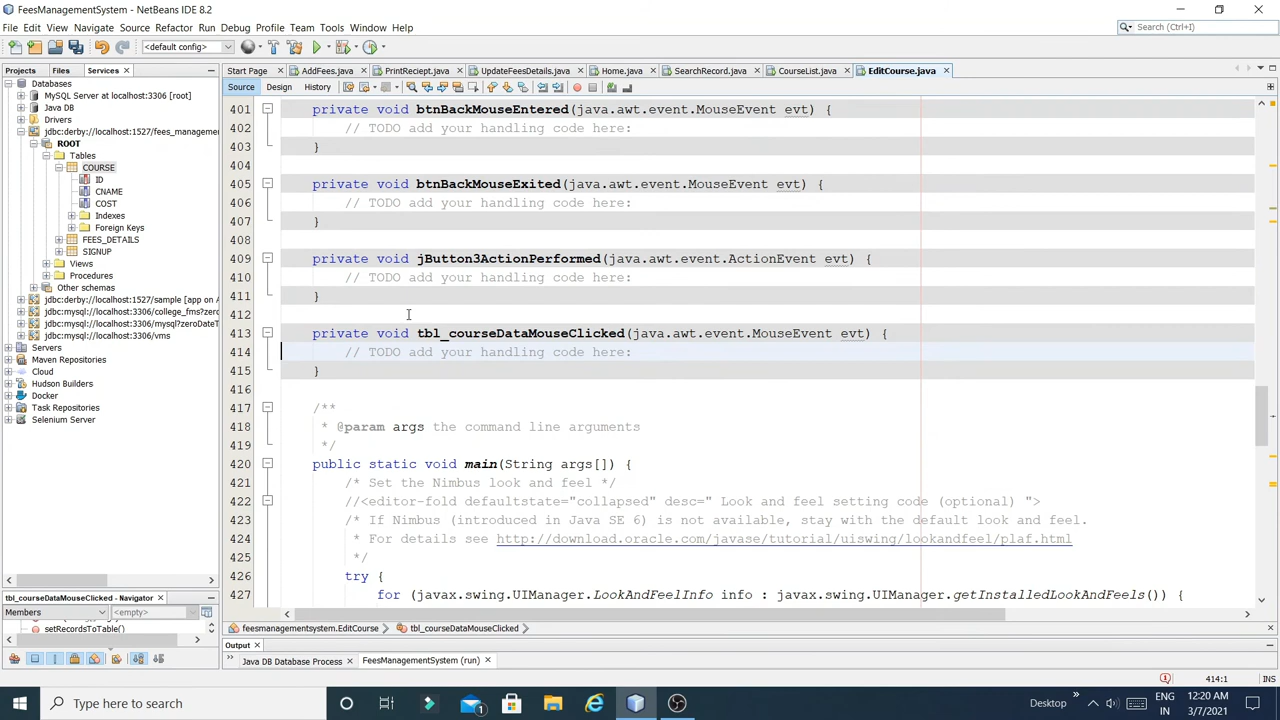 FeesManagementSystem - NetBeans IDE 8.2
File Edit View Navigate Source Refactor Run Debug Profile Team Tools Window Help
Search (Ctrl+I)
<default config>
Projects Files Services
Start Page AddFees.java PrintReciept.java UpdateFeesDetails.java Home.java SearchRecord.java CourseList.java EditCourse.java
Source Design History
Databases
MySQL Server at localhost:3306 [root]
Java DB
Drivers
jdbc:derby://localhost:1527/fees_managemen
ROOT
Tables
COURSE
ID
CNAME
COST
Indexes
Foreign Keys
FEES_DETAILS
SIGNUP
Views
Procedures
Other schemas
jdbc:derby://localhost:1527/sample [app on A
jdbc:mysql://localhost:3306/college_fms?zero
jdbc:mysql://localhost:3306/mysql?zeroDateT
jdbc:mysql://localhost:3306/vms
Servers
Maven Repositories
Cloud
Hudson Builders
Docker
Task Repositories
Selenium Server
401 private void btnBackMouseEntered(java.awt.event.MouseEvent evt) {
402 // TODO add your handling code here:
403 }
404
405 private void btnBackMouseExited(java.awt.event.MouseEvent evt) {
406 // TODO add your handling code here:
407 }
408
409 private void jButton3ActionPerformed(java.awt.event.ActionEvent evt) {
410 // TODO add your handling code here:
411 }
412
413 private void tbl_courseDataMouseClicked(java.awt.event.MouseEvent evt) {
414 // TODO add your handling code here:
415 }
416
417 /**
418 * @param args the command line arguments
419 */
420 public static void main(String args[]) {
421 /* Set the Nimbus look and feel */
422 //<editor-fold defaultstate="collapsed" desc=" Look and feel setting code (optional) ">
423 /* If Nimbus (introduced in Java SE 6) is not available, stay with the default look and feel.
424 * For details see http://download.oracle.com/javase/tutorial/uiswing/lookandfeel/plaf.html
425 */
426 try {
427 for (javax.swing.UIManager.LookAndFeelInfo info : javax.swing.UIManager.getInstalledLookAndFeels()) {
tbl_courseDataMouseClicked - Navigator
Members <empty>
setRecordsToTable()
feesmanagementsystem.EditCourse tbl_courseDataMouseClicked
Output
Java DB Database Process FeesManagementSystem (run)
414:1 INS
Type here to search
1
Desktop
ENG
IN
12:20 AM
3/7/2021